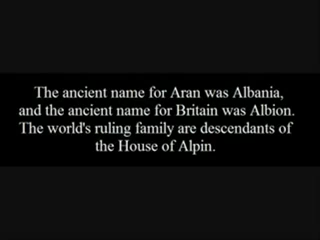 The ancient name for Aran was Albania,
and the ancient name for Britain was Albion.
The world's ruling family are descendants of
the House of Alpin.